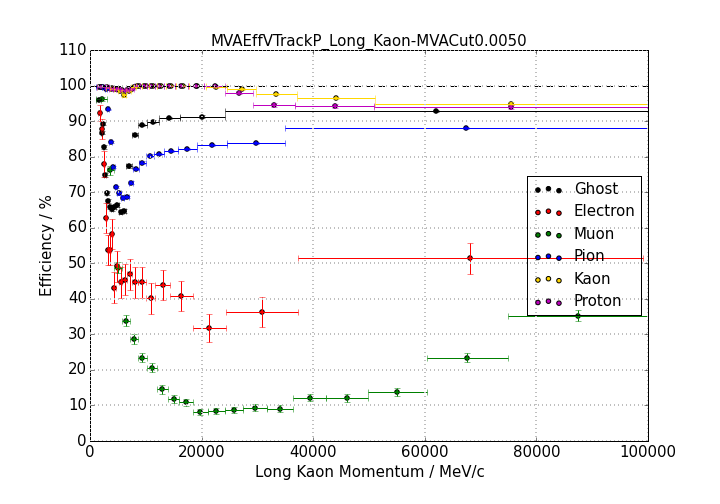 MVAEffVTrackP_Long_Kaon-MVACut0.0050
110
100
90
80
70
60
50
40
30
20
10
0
Efficiency / %
Ghost
Electron
Muon
Pion
Kaon
Proton
0 20000 40000 60000 80000 100000
Long Kaon Momentum / MeV/c